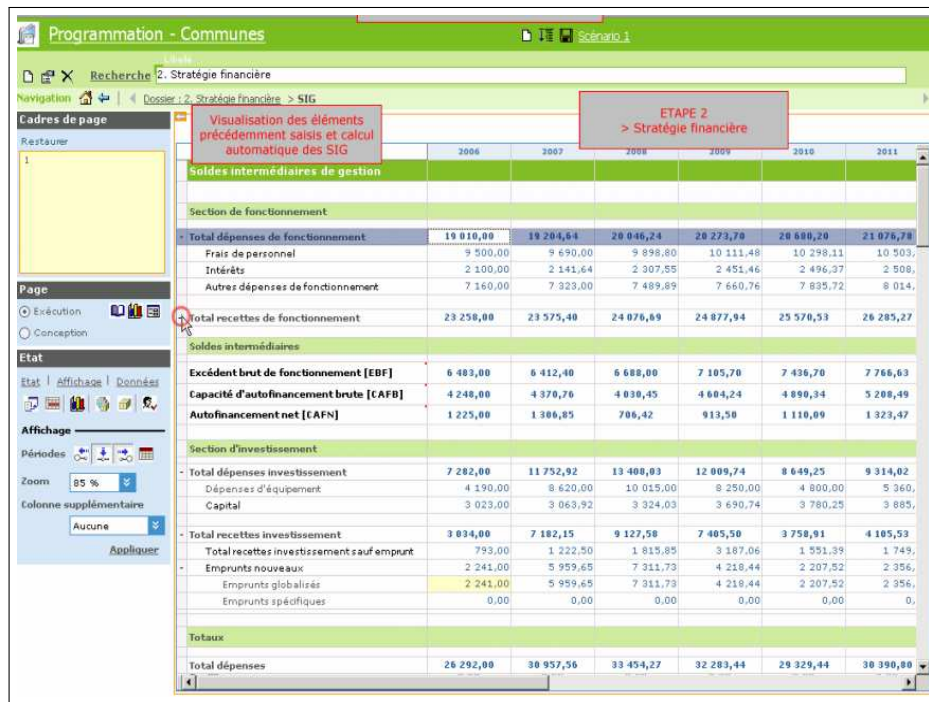 Programmation - Communes
Scénario 1
Libellé
Recherche 2. Stratégie financière
Navigation Dossier : 2. Stratégie financière > SIG
Cadres de page
Restaurer
1
Page
Exécution
Conception
Etat
Etat | Affichage | Données
Affichage
Périodes
Zoom 85 %
Colonne supplémentaire
Aucune
Appliquer
Visualisation des éléments
précédemment saisis et calcul
automatique des SIG
ETAPE 2
> Stratégie financière
2006 2007 2008 2009 2010 2011
Soldes intermédiaires de gestion
Section de fonctionnement
- Total dépenses de fonctionnement 19 010,00 19 204,64 20 046,24 20 273,70 20 680,20 21 076,78
Frais de personnel 9 500,00 9 690,00 9 898,80 10 111,48 10 298,11 10 503,
Intérêts 2 100,00 2 141,64 2 307,55 2 451,46 2 496,37 2 508,
Autres dépenses de fonctionnement 7 160,00 7 323,00 7 489,89 7 660,76 7 835,72 8 014,
Total recettes de fonctionnement 23 258,00 23 575,40 24 076,69 24 877,94 25 570,53 26 285,27
Soldes intermédiaires
Excédent brut de fonctionnement [EBF] 6 483,00 6 412,40 6 688,00 7 105,70 7 436,70 7 766,63
Capacité d'autofinancement brute [CAFB] 4 248,00 4 370,76 4 030,45 4 604,24 4 890,34 5 208,49
Autofinancement net [CAFN] 1 225,00 1 306,85 706,42 913,50 1 110,09 1 323,47
Section d'investissement
- Total dépenses investissement 7 282,00 11 752,92 13 408,03 12 009,74 8 649,25 9 314,02
Dépenses d'équipement 4 190,00 8 620,00 10 015,00 8 250,00 4 800,00 5 360,
Capital 3 023,00 3 063,92 3 324,03 3 690,74 3 780,25 3 885,
- Total recettes investissement 3 034,00 7 182,15 9 127,58 7 405,50 3 758,91 4 105,53
Total recettes investissement sauf emprunt 793,00 1 222,50 1 815,85 3 187,06 1 551,39 1 749,
- Emprunts nouveaux 2 241,00 5 959,65 7 311,73 4 218,44 2 207,52 2 356,
Emprunts globalisés 2 241,00 5 959,65 7 311,73 4 218,44 2 207,52 2 356,
Emprunts spécifiques 0,00 0,00 0,00 0,00 0,00 0,
Totaux
Total dépenses 26 292,00 30 957,56 33 454,27 32 283,44 29 329,44 30 390,80